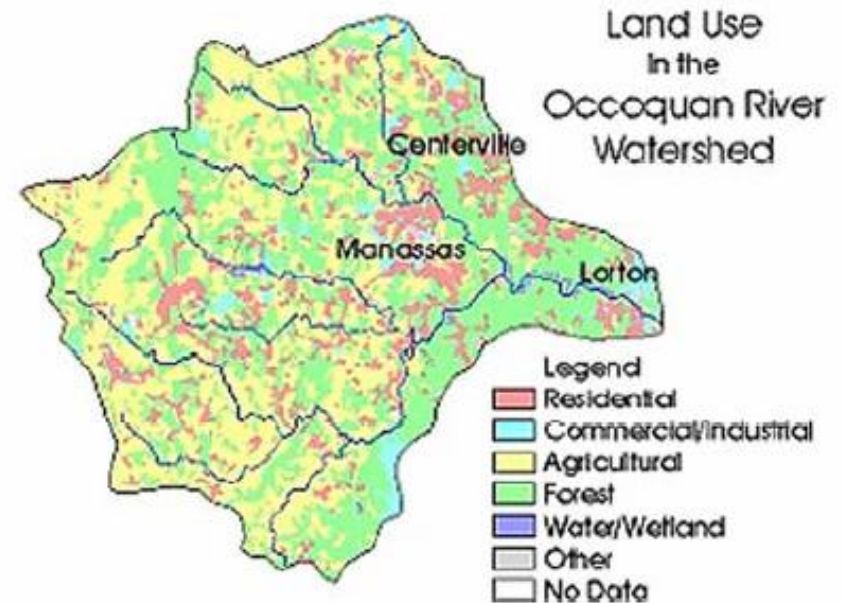 Land Use
in the
Occoquan River
Watershed
Centerville
Manassas
Lorton
Legend
Residential
Commercial/Industrial
Agricultural
Forest
Water/Wetland
Other
No Data